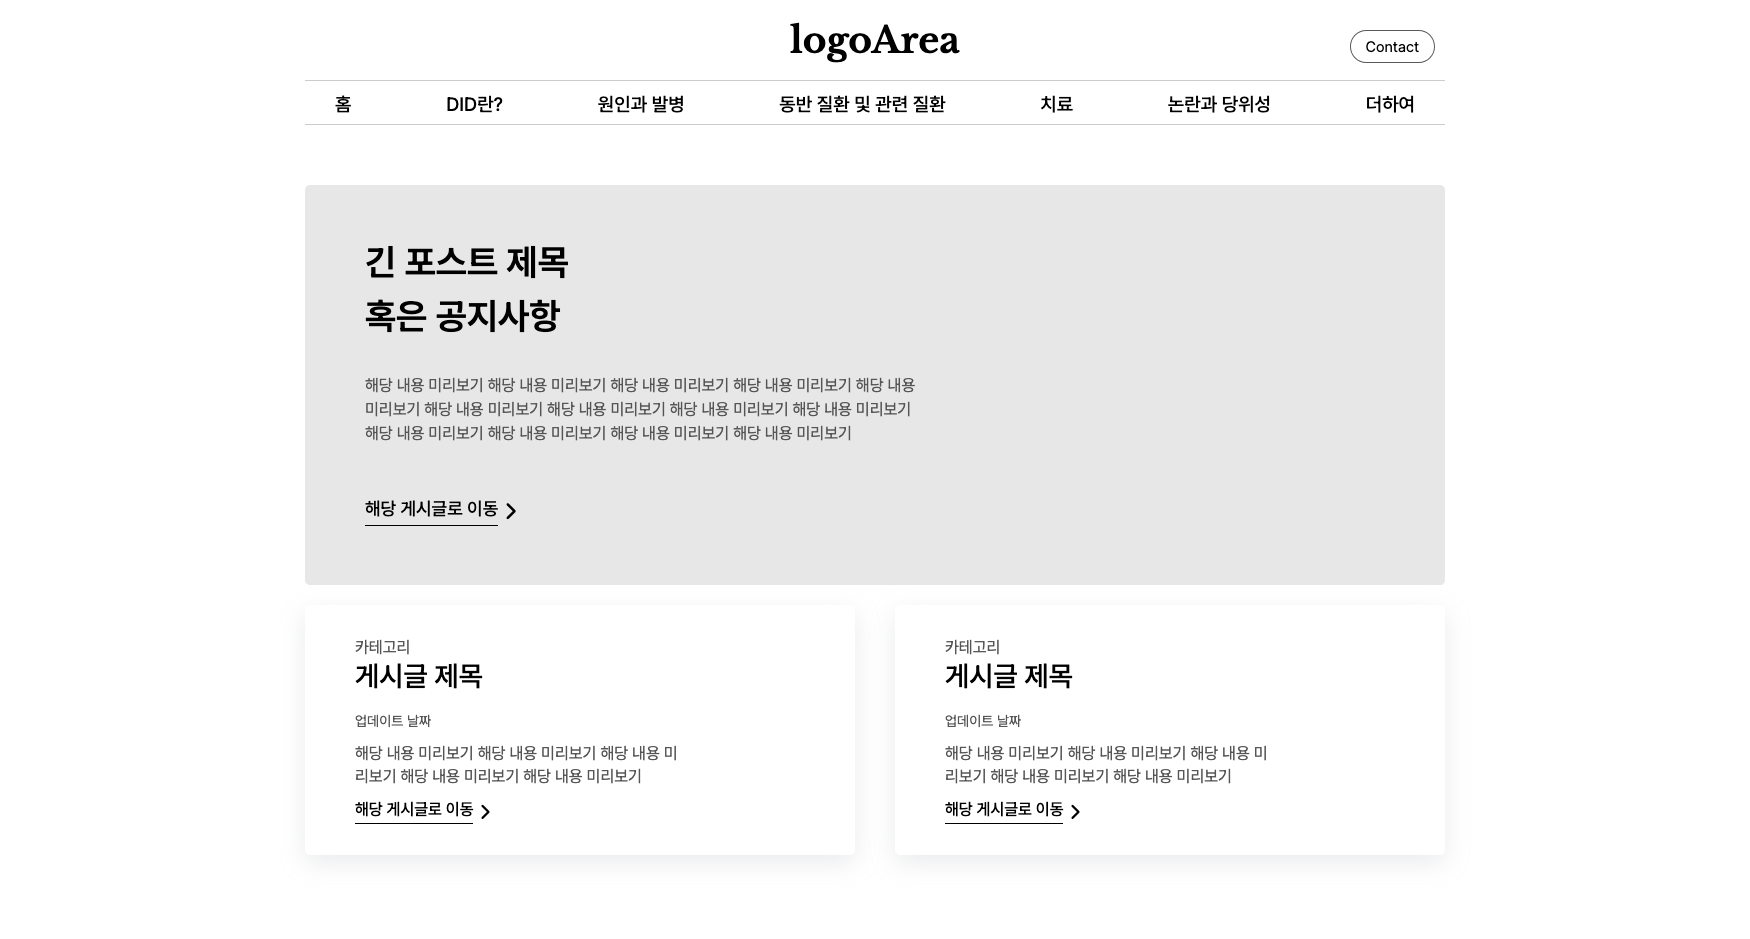 logoArea
Contact
홈 DID란? 원인과 발병 동반 질환 및 관련 질환 치료 논란과 당위성 더하여
긴 포스트 제목
혹은 공지사항
해당 내용 미리보기 해당 내용 미리보기 해당 내용 미리보기 해당 내용 미리보기 해당 내용
미리보기 해당 내용 미리보기 해당 내용 미리보기 해당 내용 미리보기 해당 내용 미리보기
해당 내용 미리보기 해당 내용 미리보기 해당 내용 미리보기 해당 내용 미리보기
해당 게시글로 이동
카테고리
게시글 제목
업데이트 날짜
해당 내용 미리보기 해당 내용 미리보기 해당 내용 미
리보기 해당 내용 미리보기 해당 내용 미리보기
해당 게시글로 이동
카테고리
게시글 제목
업데이트 날짜
해당 내용 미리보기 해당 내용 미리보기 해당 내용 미
리보기 해당 내용 미리보기 해당 내용 미리보기
해당 게시글로 이동